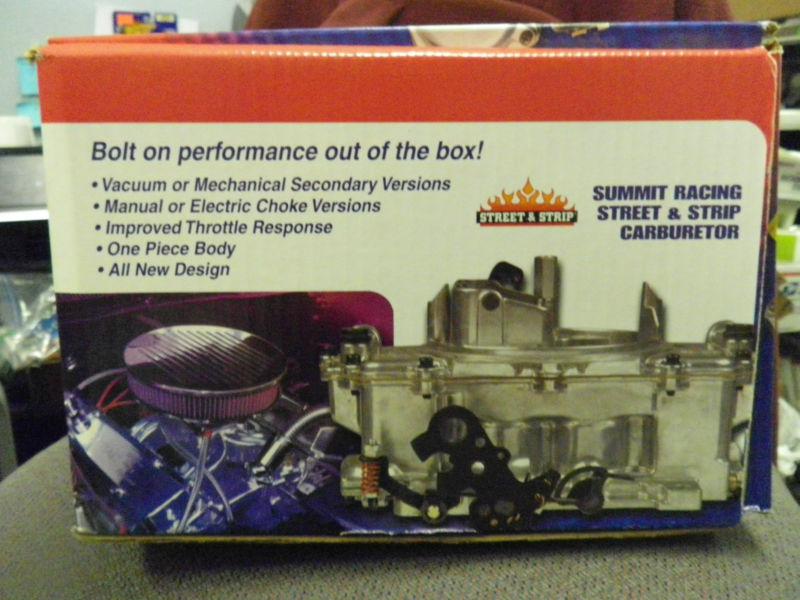 Bolt on performance out of the box!
• Vacuum or Mechanical Secondary Versions
• Manual or Electric Choke Versions
• Improved Throttle Response
• One Piece Body
• All New Design
STREET & STRIP
SUMMIT RACING
STREET & STRIP
CARBURETOR